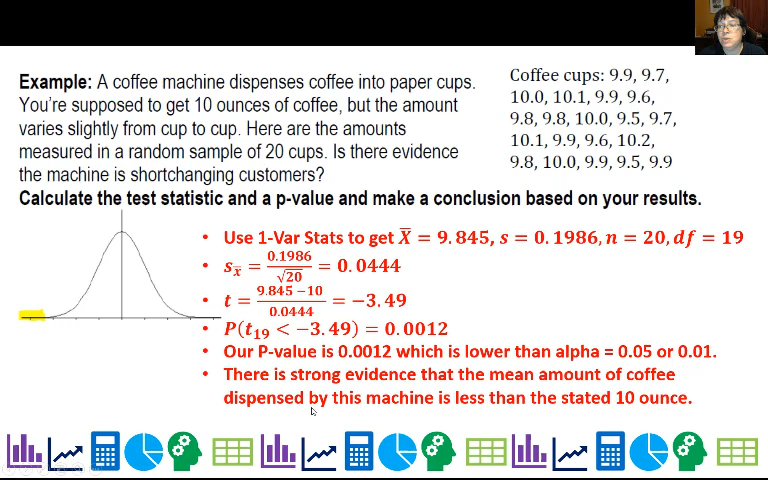 Example: A coffee machine dispenses coffee into paper cups.
You're supposed to get 10 ounces of coffee, but the amount
varies slightly from cup to cup. Here are the amounts
measured in a random sample of 20 cups. Is there evidence
the machine is shortchanging customers?
Coffee cups: 9.9, 9.7,
10.0, 10.1, 9.9, 9.6,
9.8, 9.8, 10.0, 9.5, 9.7,
10.1, 9.9, 9.6, 10.2,
9.8, 10.0, 9.9, 9.5, 9.9
Calculate the test statistic and a p-value and make a conclusion based on your results.
• Use 1-Var Stats to get X̅ = 9.845, s = 0.1986, n = 20, df = 19
• s_x̅ = 0.1986/√20 = 0.0444
• t = (9.845 −10)/0.0444 = −3.49
• P(t₁₉ < −3.49) = 0.0012
• Our P-value is 0.0012 which is lower than alpha = 0.05 or 0.01.
• There is strong evidence that the mean amount of coffee
dispensed by this machine is less than the stated 10 ounce.